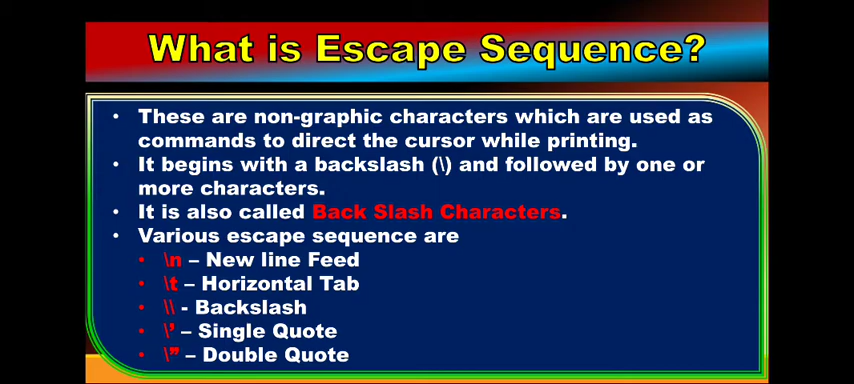 What is Escape Sequence?
• These are non-graphic characters which are used as
commands to direct the cursor while printing.
• It begins with a backslash (\) and followed by one or
more characters.
• It is also called Back Slash Characters.
• Various escape sequence are
• \n – New line Feed
• \t – Horizontal Tab
• \\ - Backslash
• \’ – Single Quote
• \” – Double Quote